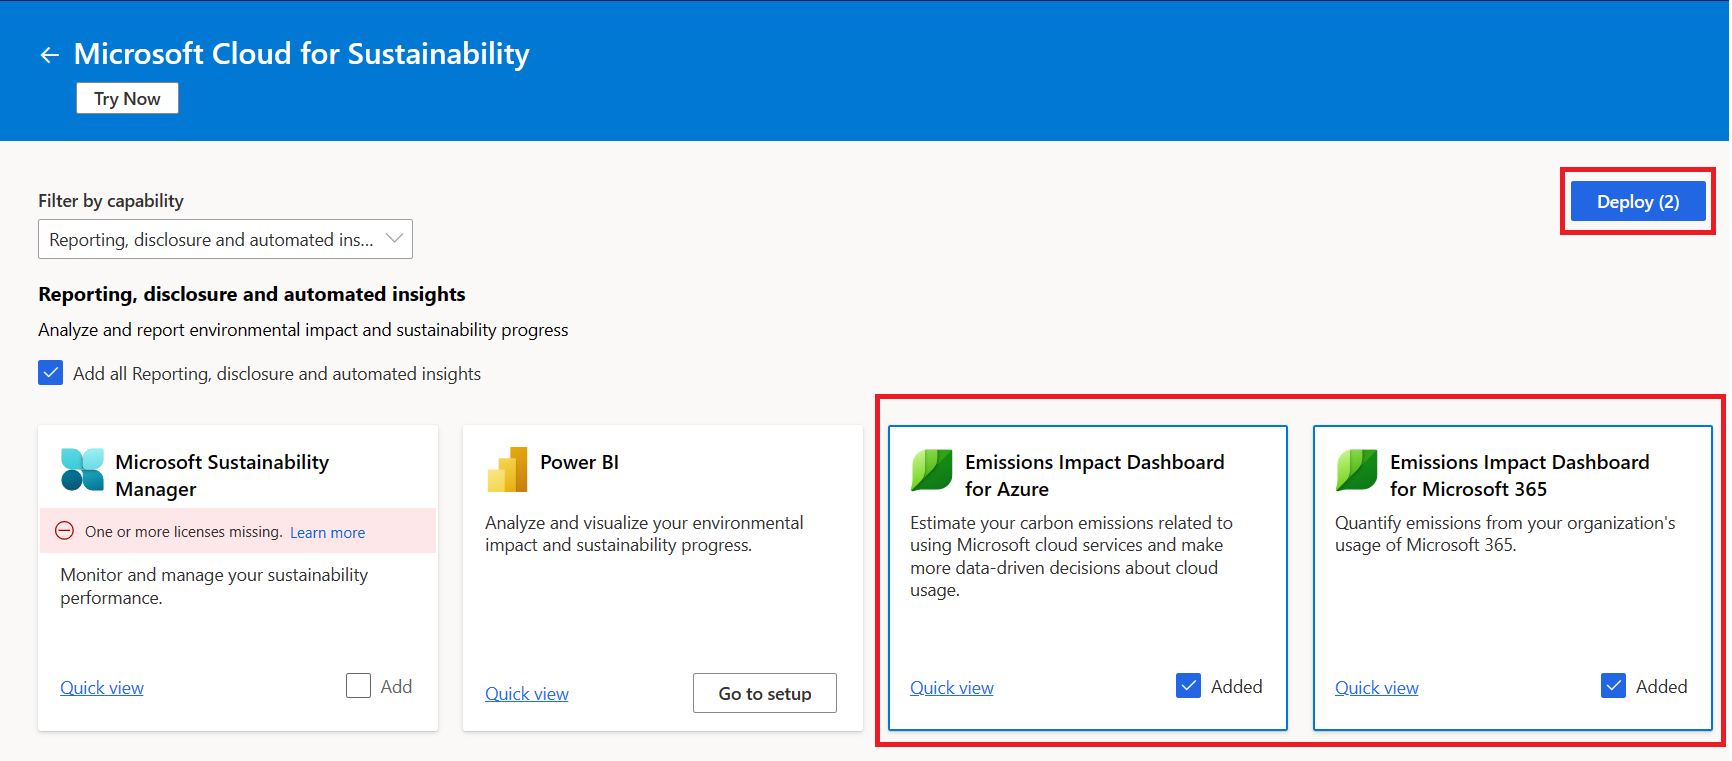 Microsoft Cloud for Sustainability
Try Now
Filter by capability
Deploy (2)
Reporting, disclosure and automated ins...
Reporting, disclosure and automated insights
Analyze and report environmental impact and sustainability progress
Add all Reporting, disclosure and automated insights
Microsoft Sustainability
Manager
One or more licenses missing. Learn more
Monitor and manage your sustainability
performance.
Quick view
Add
Power BI
Analyze and visualize your environmental
impact and sustainability progress.
Quick view
Go to setup
Emissions Impact Dashboard
for Azure
Estimate your carbon emissions related to
using Microsoft cloud services and make
more data-driven decisions about cloud
usage.
Quick view
Added
Emissions Impact Dashboard
for Microsoft 365
Quantify emissions from your organization's
usage of Microsoft 365.
Quick view
Added